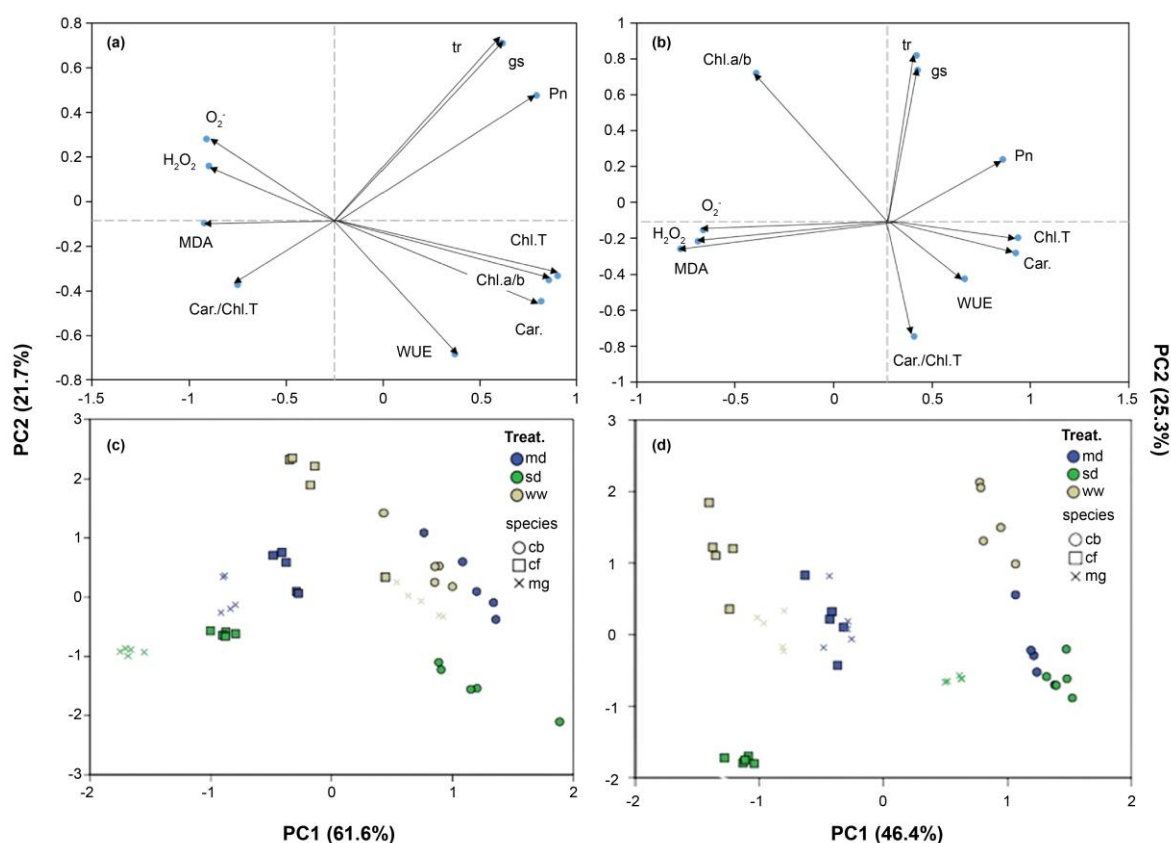 (a)
0.8
0.6
0.4
0.2
0
-0.2
-0.4
-0.6
-0.8
-1.5
-1
-0.5
0
0.5
1
tr
gs
Pn
O₂⁻
H₂O₂
MDA
Car./Chl.T
Chl.T
Chl.a/b
Car.
WUE
(b)
1
0.8
0.6
0.4
0.2
0
-0.2
-0.4
-0.6
-0.8
-1
-1.5
-1
-0.5
0
0.5
1
1.5
Chl.a/b
tr
gs
Pn
O₂⁻
H₂O₂
MDA
Chl.T
Car.
WUE
Car./Chl.T
PC2 (21.7%)
PC2 (25.3%)
(c)
3
2
1
0
-1
-2
-3
-2
-1
0
1
2
Treat.
md
sd
ww
species
cb
cf
mg
(d)
3
2
1
0
-1
-2
-2
-1
0
1
2
Treat.
md
sd
ww
species
cb
cf
mg
PC1 (61.6%)
PC1 (46.4%)